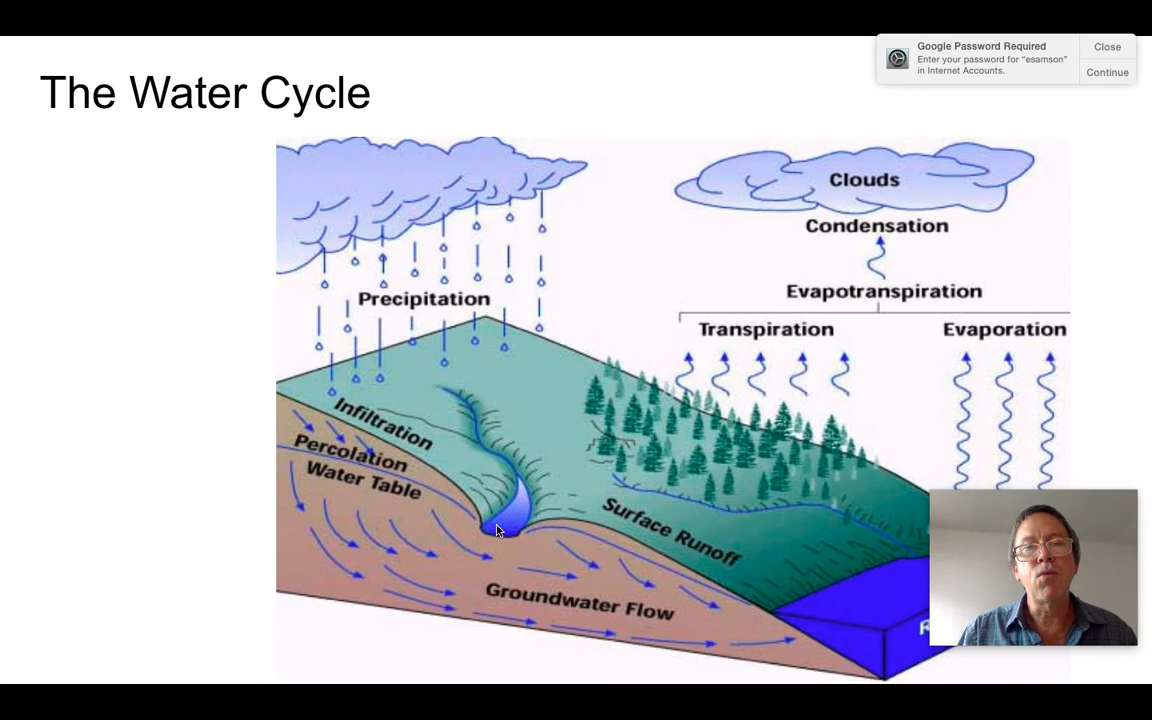 Google Password Required
Close
Enter your password for “esamson”
in Internet Accounts.
Continue
The Water Cycle
Clouds
Condensation
Evapotranspiration
Precipitation
Transpiration
Evaporation
Infiltration
Percolation
Water Table
Surface Runoff
Groundwater Flow